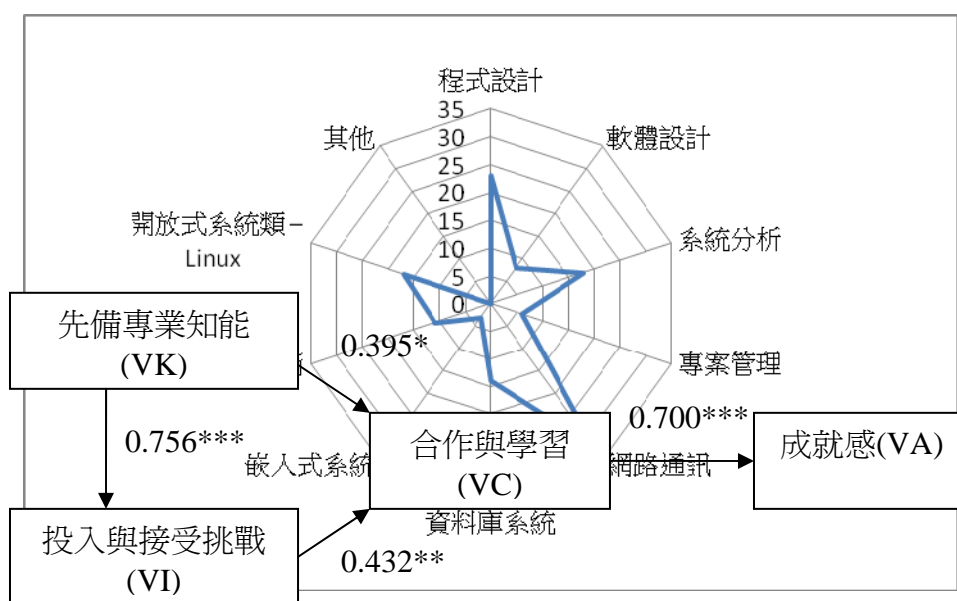 程式設計
35
30
25
20
15
10
5
0
其他
軟體設計
開放式系統類–
Linux
系統分析
先備專業知能
(VK)
0.395*
專案管理
0.756***
嵌入式系統
合作與學習
(VC)
0.700***
網路通訊
成就感(VA)
資料庫系統
投入與接受挑戰
(VI)
0.432**